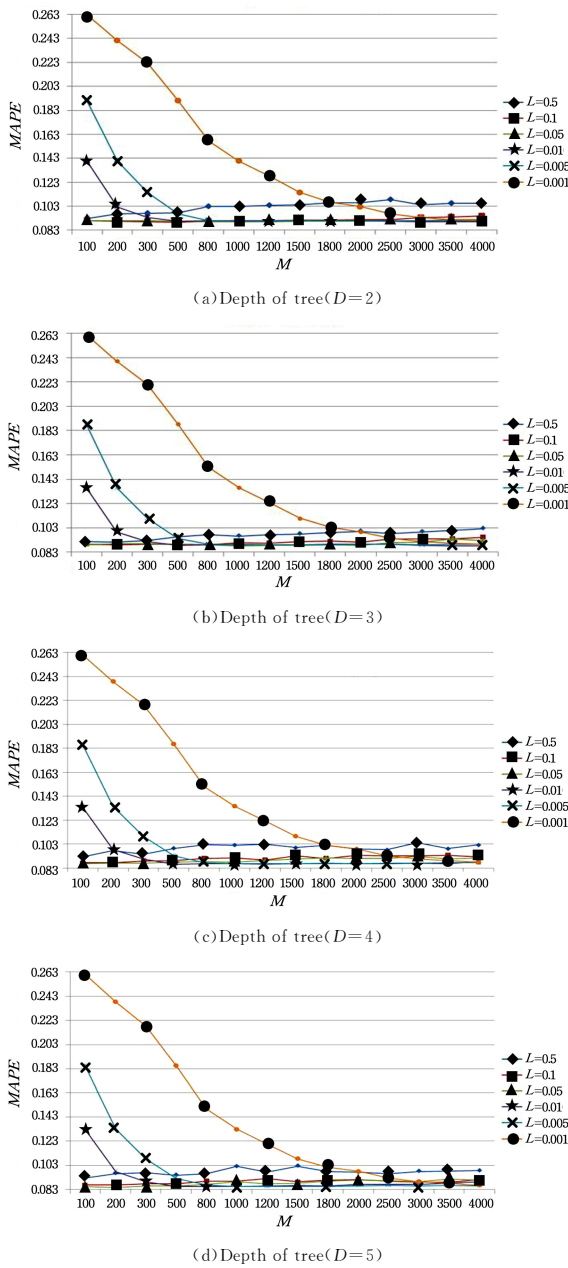 0.263
0.243
0.223
0.203
0.183
0.163
0.143
0.123
0.103
0.083
MAPE
100 200 300 500 800 1000 1200 1500 1800 2000 2500 3000 3500 4000
M
L=0.5
L=0.1
L=0.05
L=0.01
L=0.005
L=0.001
(a)Depth of tree(D=2)
0.263
0.243
0.223
0.203
0.183
0.163
0.143
0.123
0.103
0.083
MAPE
100 200 300 500 800 1000 1200 1500 1800 2000 2500 3000 3500 4000
M
L=0.5
L=0.1
L=0.05
L=0.01
L=0.005
L=0.001
(b)Depth of tree(D=3)
0.263
0.243
0.223
0.203
0.183
0.163
0.143
0.123
0.103
0.083
MAPE
100 200 300 500 800 1000 1200 1500 1800 2000 2500 3000 3500 4000
M
L=0.5
L=0.1
L=0.05
L=0.01
L=0.005
L=0.001
(c)Depth of tree(D=4)
0.263
0.243
0.223
0.203
0.183
0.163
0.143
0.123
0.103
0.083
MAPE
100 200 300 500 800 1000 1200 1500 1800 2000 2500 3000 3500 4000
M
L=0.5
L=0.1
L=0.05
L=0.01
L=0.005
L=0.001
(d)Depth of tree(D=5)